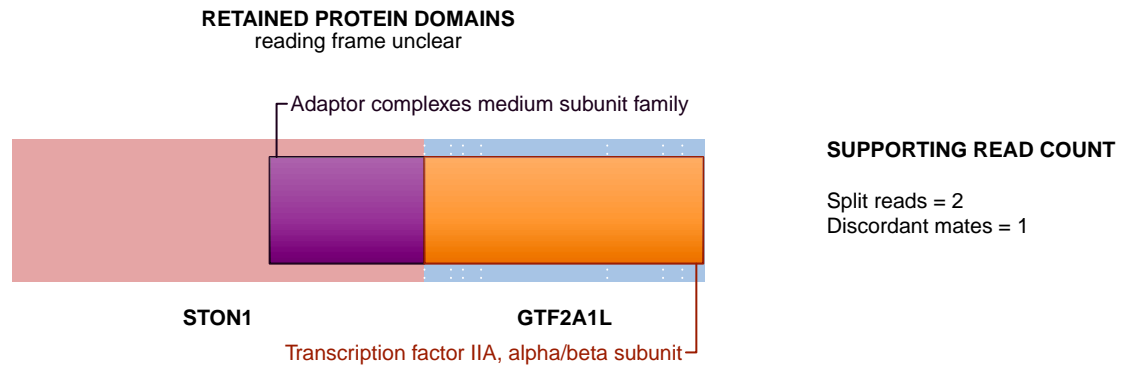 RETAINED PROTEIN DOMAINS
reading frame unclear
Adaptor complexes medium subunit family
SUPPORTING READ COUNT
Split reads = 2
Discordant mates = 1
STON1
GTF2A1L
Transcription factor IIA, alpha/beta subunit